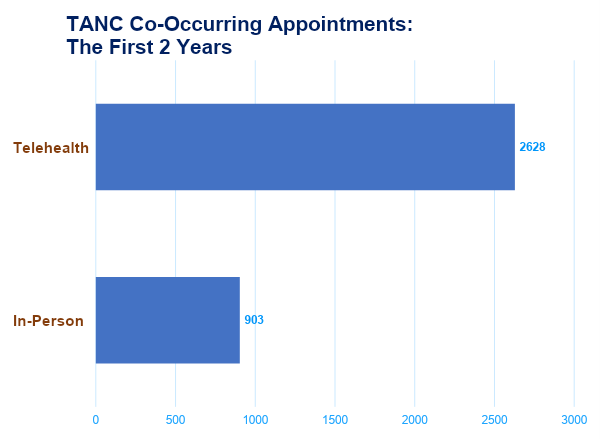 TANC Co-Occurring Appointments:
The First 2 Years
Telehealth
2628
In-Person
903
0 500 1000 1500 2000 2500 3000